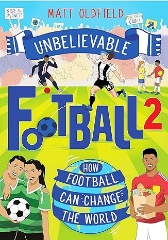 MATT OLDFIELD
UNBELIEVABLE
FOOTBALL 2
HOW
FOOTBALL
CAN CHANGE
THE WORLD